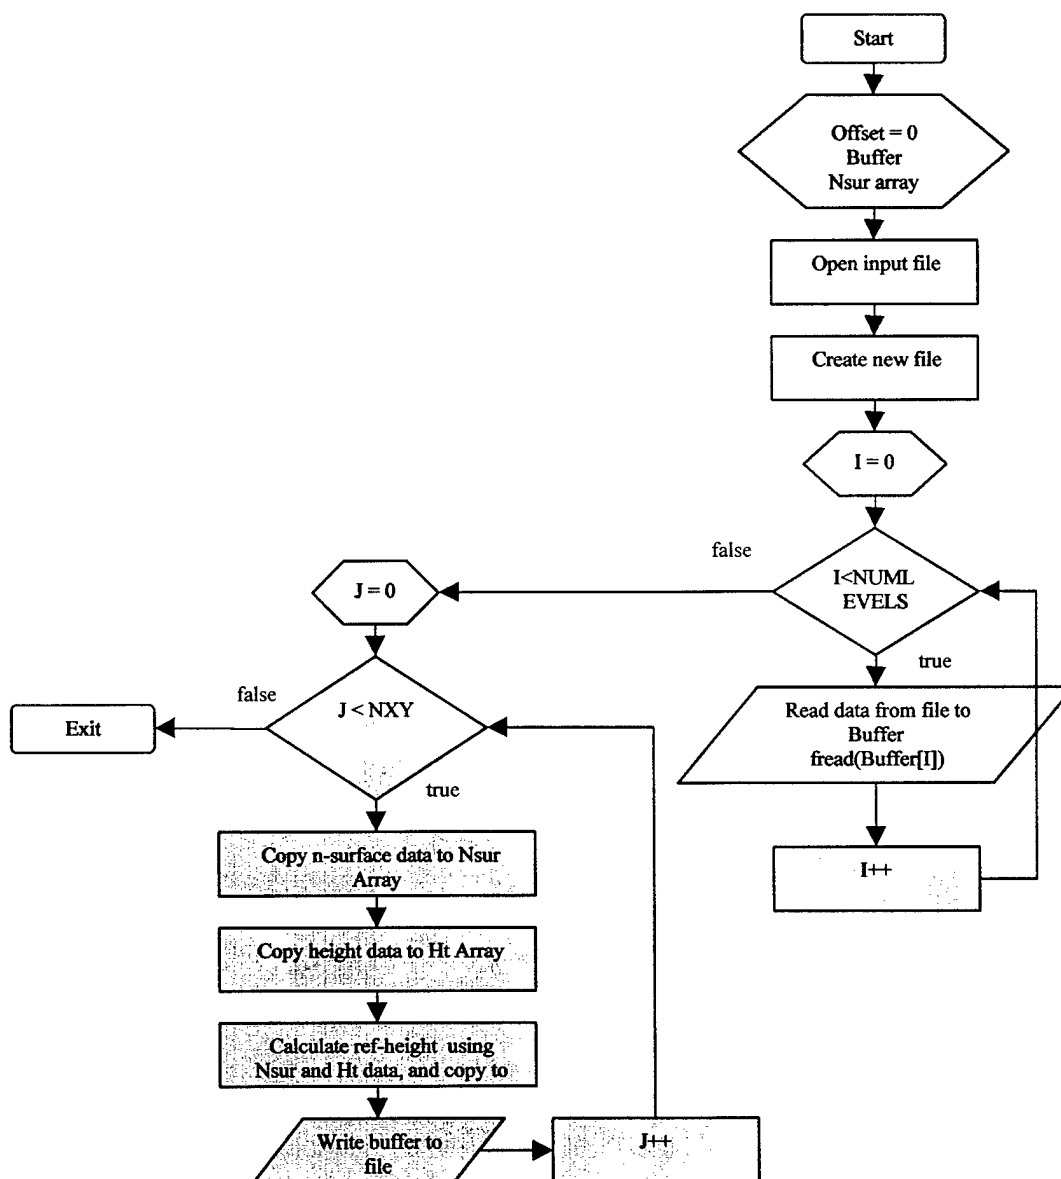 Start
Offset = 0
Buffer
Nsur array
Open input file
Create new file
I = 0
false
I<NUML
EVELS
true
J = 0
false
J < NXY
true
Exit
Read data from file to
Buffer
fread(Buffer[I])
I++
Copy n-surface data to Nsur
Array
Copy height data to Ht Array
Calculate ref-height using
Nsur and Ht data, and copy to
Write buffer to
file
J++